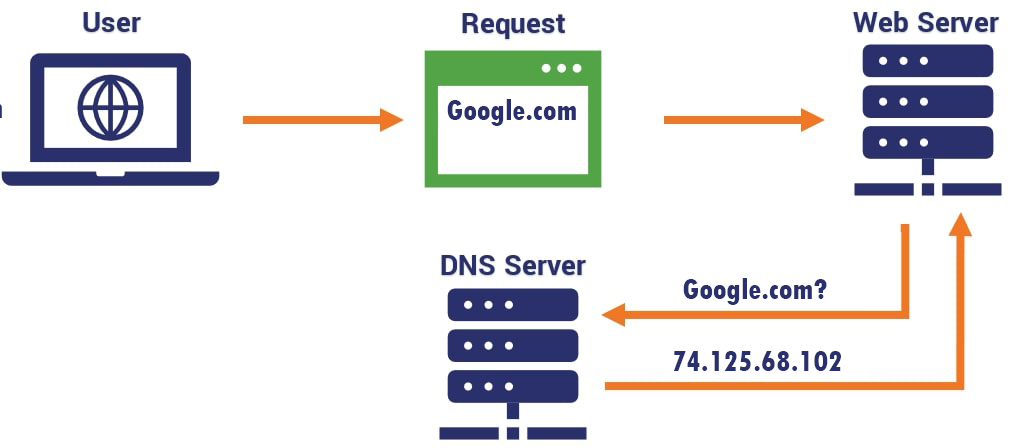 User
Request
Web Server
Google.com
DNS Server
Google.com?
74.125.68.102